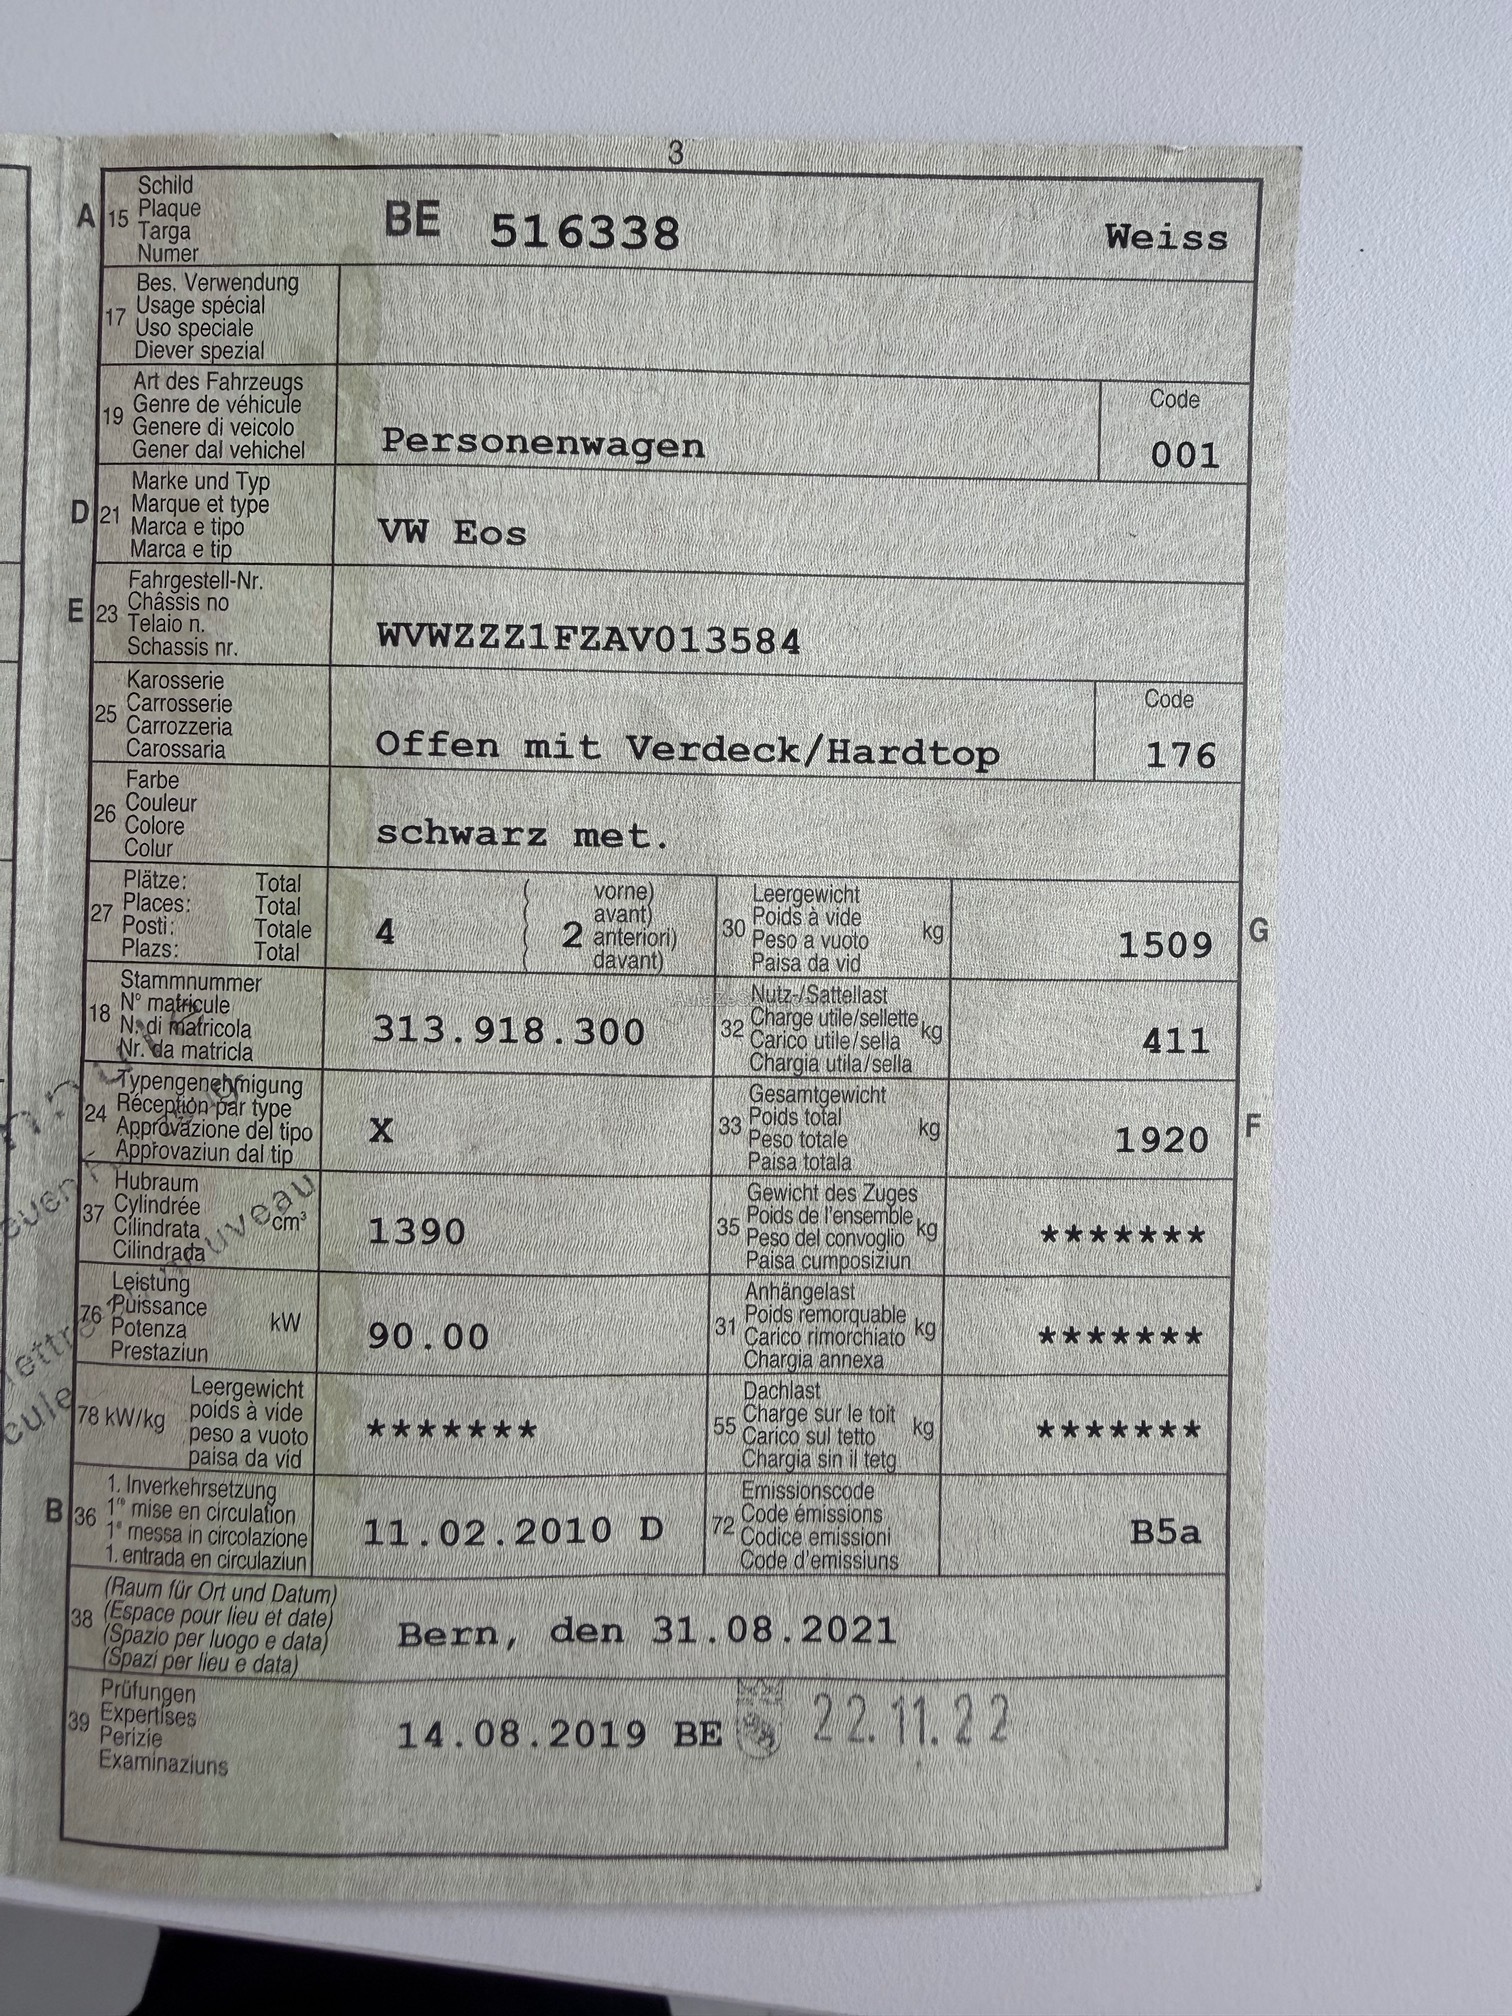 3
A 15 Schild
Plaque
Targa
Numer
BE 516338 Weiss
17 Bes. Verwendung
Usage spécial
Uso speciale
Diever spezial
19 Art des Fahrzeugs
Genre de véhicule
Genere di veicolo
Gener dal vehichel
Personenwagen
Code
001
D 21 Marke und Typ
Marque et type
Marca e tipo
Marca e tip
VW Eos
E 23 Fahrgestell-Nr.
Châssis no
Telaio n.
Schassis nr.
WVWZZZ1FZAV013584
25 Karosserie
Carrosserie
Carrozzeria
Carossaria
Offen mit Verdeck/Hardtop
Code
176
26 Farbe
Couleur
Colore
Colur
schwarz met.
27 Plätze: Total
Places: Total
Posti: Totale
Plazs: Total
4
2
vorne)
avant)
anteriori)
davant)
30 Leergewicht
Poids à vide
Peso a vuoto
Paisa da vid
kg
1509
G
18 Stammnummer
N° matricule
N. di matricola
Nr. da matricla
313.918.300
32 Nutz-/Sattellast
Charge utile/sellette
Carico utile/sella
Chargia utila/sella
kg
411
24 Typengenehmigung
Réception par type
Approvazione del tipo
Approvaziun dal tip
X
33 Gesamtgewicht
Poids total
Peso totale
Paisa totala
kg
1920
F
37 Hubraum
Cylindrée
Cilindrata
Cilindrada
cm³
1390
35 Gewicht des Zuges
Poids de l'ensemble
Peso del convoglio
Paisa cumposiziun
kg
*******
76 Leistung
Puissance
Potenza
Prestaziun
kW
90.00
31 Anhängelast
Poids remorquable
Carico rimorchiato
Chargia annexa
kg
*******
78 kW/kg
Leergewicht
poids à vide
peso a vuoto
paisa da vid
*******
55 Dachlast
Charge sur le toit
Carico sul tetto
Chargia sin il tetg
kg
*******
B 36 1. Inverkehrsetzung
1re mise en circulation
1a messa in circolazione
1. entrada en circulaziun
11.02.2010 D
72 Emissionscode
Code émissions
Codice emissioni
Code d'emissiuns
B5a
38 (Raum für Ort und Datum)
(Espace pour lieu et date)
(Spazio per luogo e data)
(Spazi per lieu e data)
Bern, den 31.08.2021
39 Prüfungen
Expertises
Perizie
Examinaziuns
14.08.2019 BE 22.11.22